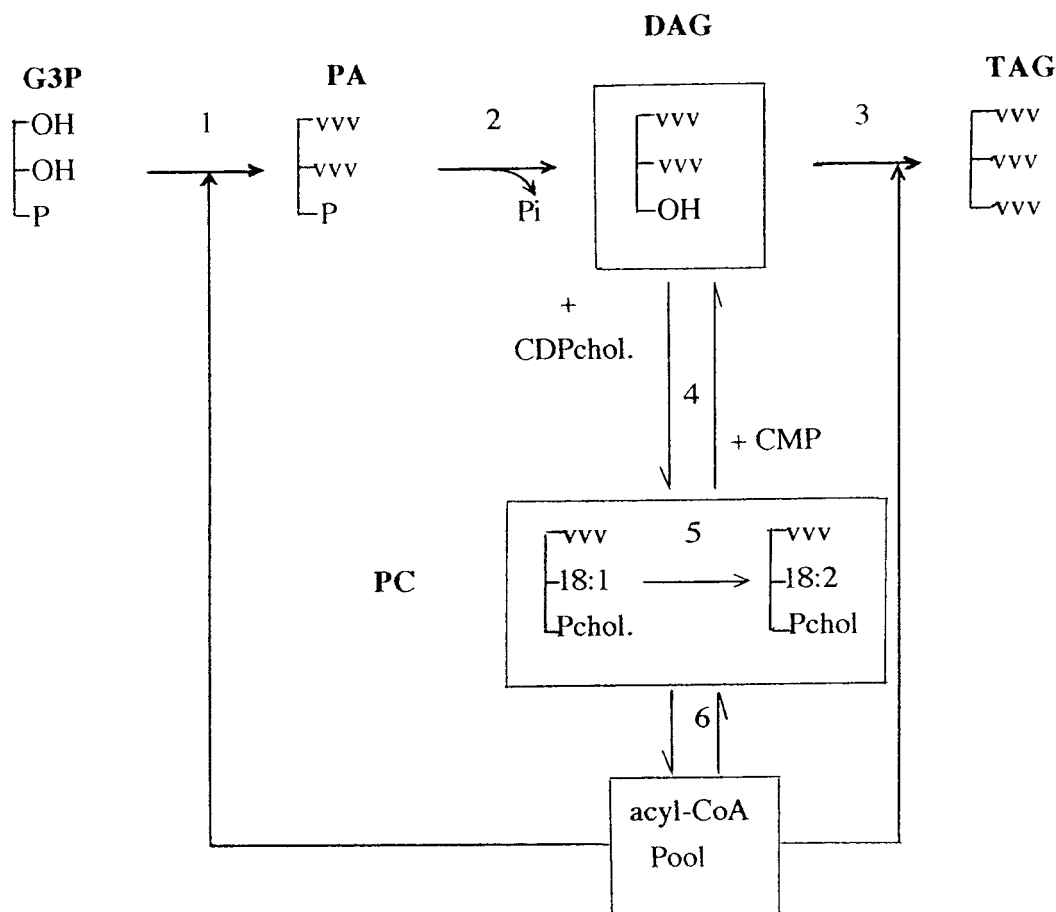 DAG
G3P
PA
TAG
OH
OH
P
1
vvv
vvv
P
2
Pi
vvv
vvv
OH
3
vvv
vvv
vvv
+
CDPchol.
4
+ CMP
PC
vvv
18:1
Pchol.
5
vvv
18:2
Pchol
6
acyl-CoA
Pool